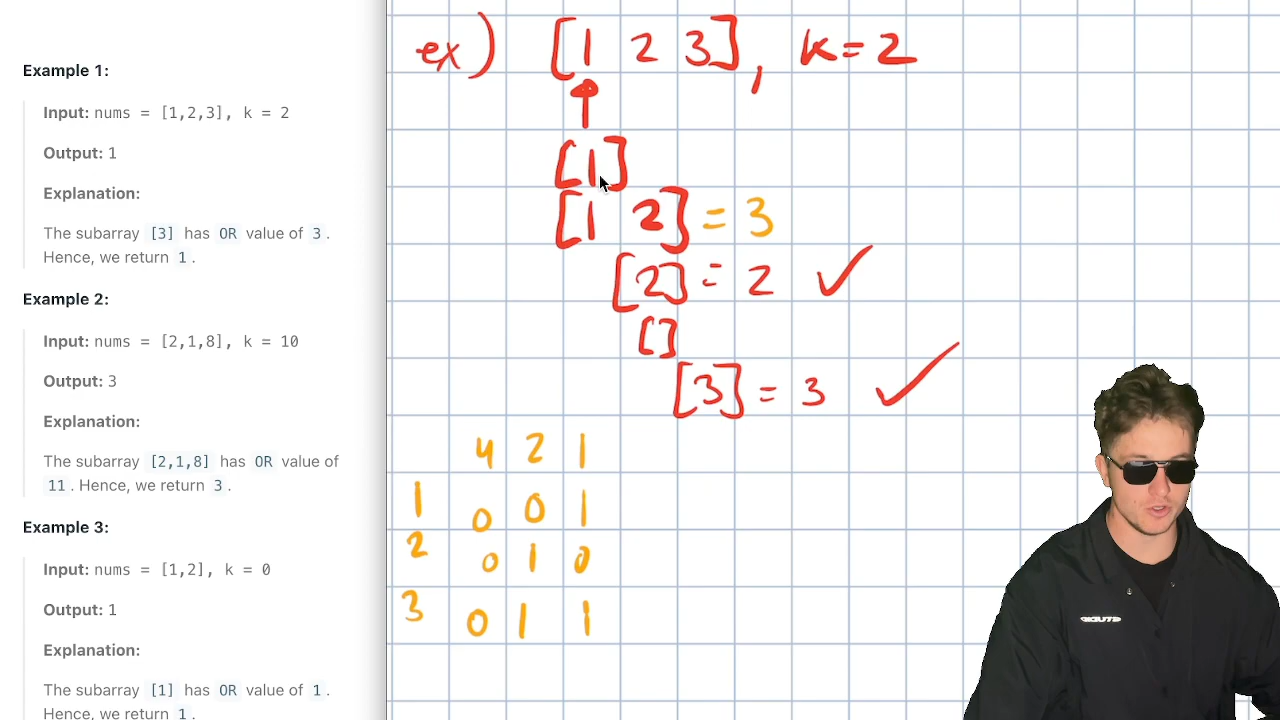 Example 1:
Input: nums = [1,2,3], k = 2
Output: 1
Explanation:
The subarray [3] has OR value of 3.
Hence, we return 1.
Example 2:
Input: nums = [2,1,8], k = 10
Output: 3
Explanation:
The subarray [2,1,8] has OR value of
11. Hence, we return 3.
Example 3:
Input: nums = [1,2], k = 0
Output: 1
Explanation:
The subarray [1] has OR value of 1.
Hence, we return 1.
ex) [1 2 3], k=2
[1]
[1 2] = 3
[2] = 2 ✓
[]
[3] = 3 ✓
4 2 1
1 0 0 1
2 0 1 0
3 0 1 1